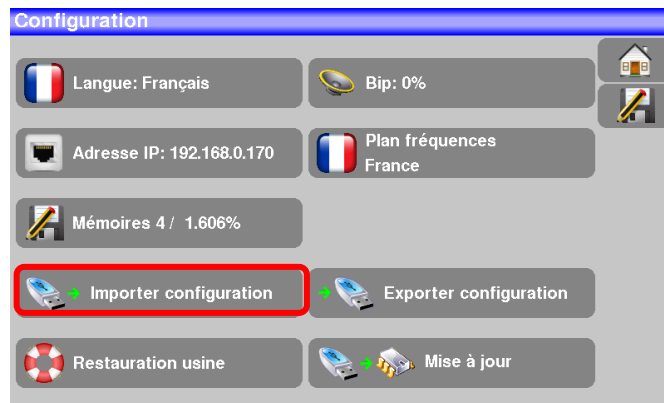 Configuration
Langue: Français
Bip: 0%
Adresse IP: 192.168.0.170
Plan fréquences
France
Mémoires 4 / 1.606%
Importer configuration
Exporter configuration
Restauration usine
Mise à jour